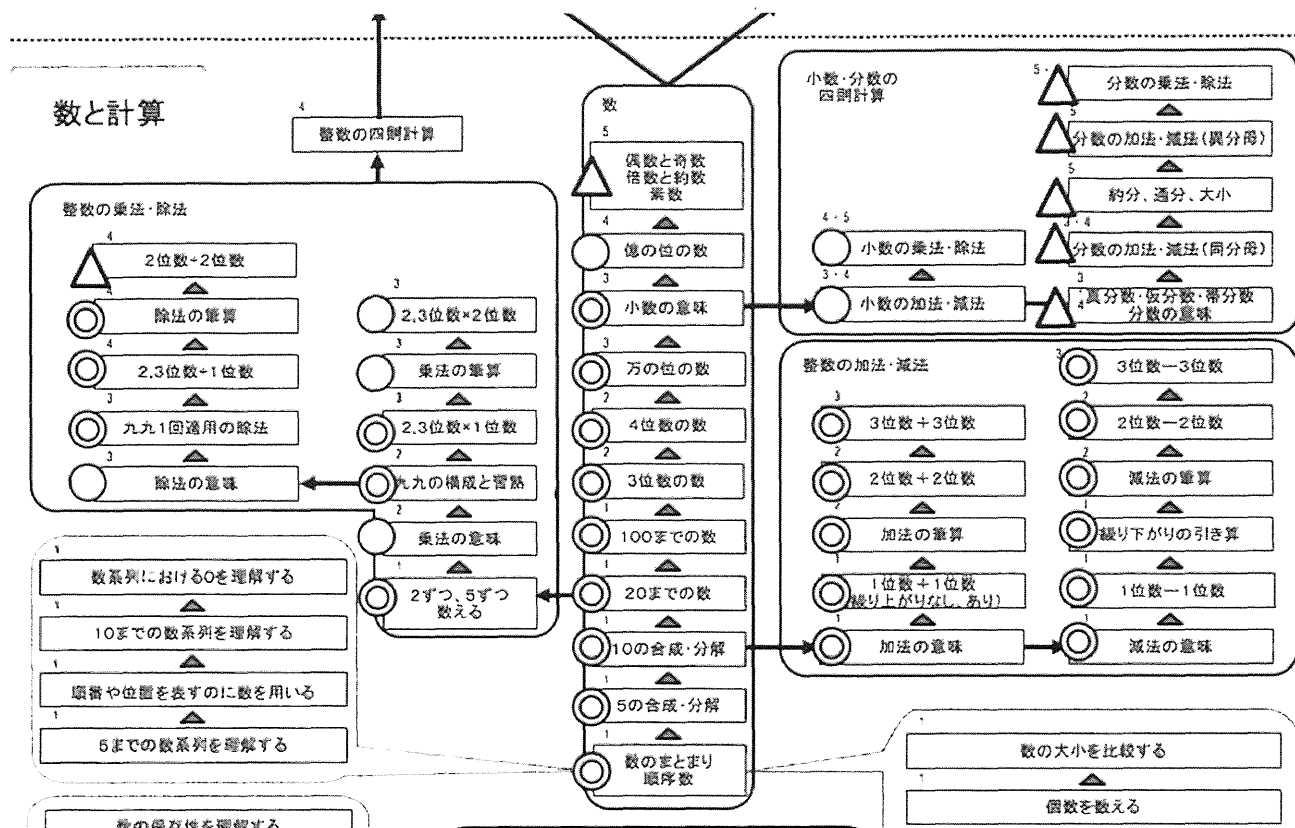 数と計算
4
整数の四則計算
整数の乗法・除法
4
2位数÷2位数
除法の筆算
4
2,3位数÷1位数
3
九九1回適用の除法
3
除法の意味
3
2,3位数×2位数
3
乗法の筆算
3
2,3位数×1位数
2
九九の構成と習熟
2
乗法の意味
1
2ずつ、5ずつ
数える
数
5
偶数と奇数
倍数と約数
素数
4
億の位の数
3
小数の意味
3
万の位の数
2
4位数の数
2
3位数の数
1
100までの数
1
20までの数
1
10の合成・分解
1
5の合成・分解
1
数のまとまり
順序数
小数・分数の
四則計算
4・5
小数の乗法・除法
3・4
小数の加法・減法
5・
分数の乗法・除法
5
分数の加法・減法(異分母)
5
約分、通分、大小
3・4
分数の加法・減法(同分母)
3
4
真分数・仮分数・帯分数
分数の意味
整数の加法・減法
3
3位数+3位数
2
2位数+2位数
2
加法の筆算
1
1位数+1位数
(繰り上がりなし、あり)
1
加法の意味
3
3位数-3位数
2
2位数-2位数
2
減法の筆算
1
繰り下がりの引き算
1
1位数-1位数
1
減法の意味
1
数系列における0を理解する
1
10までの数系列を理解する
1
順番や位置を表すのに数を用いる
1
5までの数系列を理解する
1
数の大小を比較する
1
個数を数える